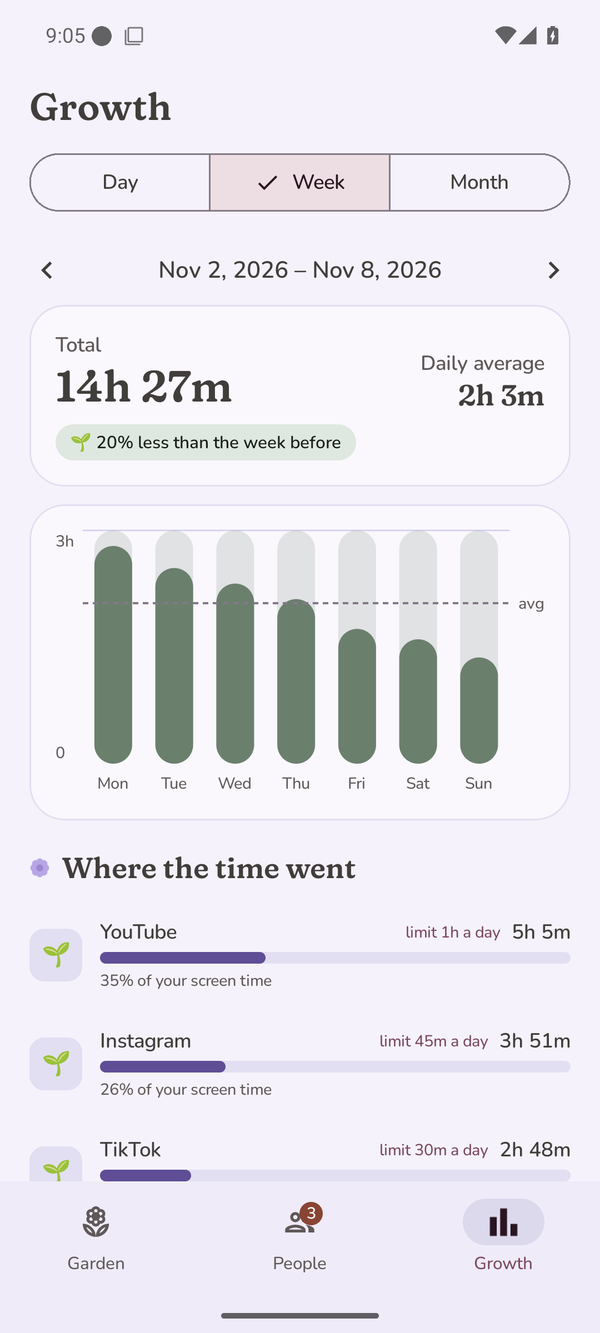 9:05
Growth
Day
Week
Month
Nov 2, 2026 – Nov 8, 2026
Total
14h 27m
Daily average
2h 3m
20% less than the week before
3h
avg
0
Mon Tue Wed Thu Fri Sat Sun
Where the time went
YouTube limit 1h a day 5h 5m
35% of your screen time
Instagram limit 45m a day 3h 51m
26% of your screen time
TikTok limit 30m a day 2h 48m
3
Garden People Growth